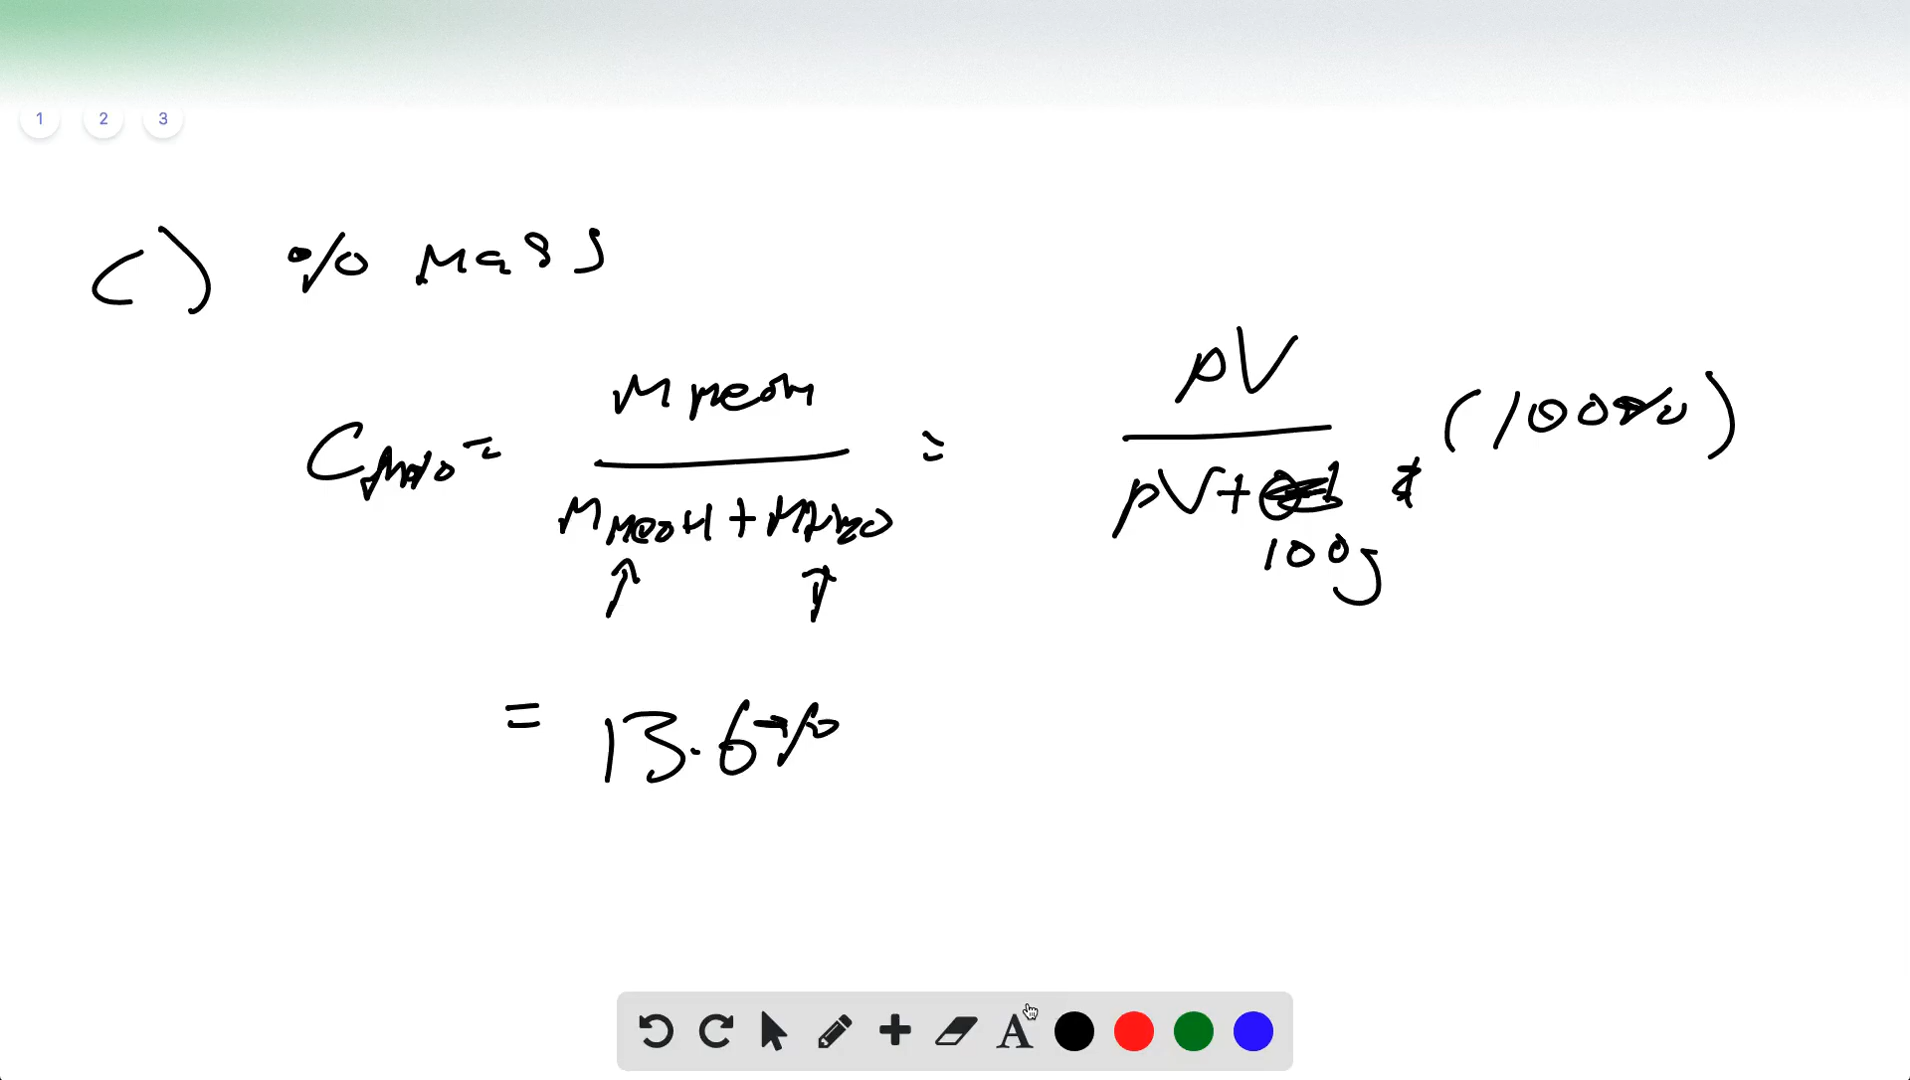 1 2 3
c) % mass
C m% = m MeOH / m MeOH + m H2O = ρV / ρV + 100g (100%)
= 13.6%
A